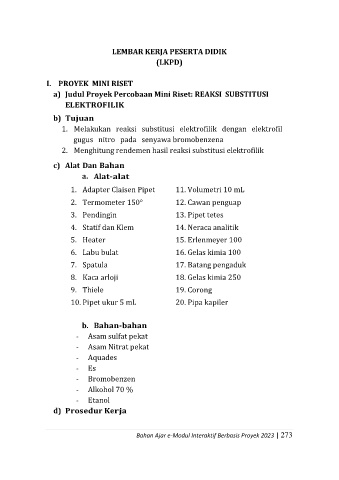 LEMBAR KERJA PESERTA DIDIK
(LKPD)
I. PROYEK MINI RISET
a) Judul Proyek Percobaan Mini Riset: REAKSI SUBSTITUSI
ELEKTROFILIK
b) Tujuan
1. Melakukan reaksi substitusi elektrofilik dengan elektrofil
gugus nitro pada senyawa bromobenzena
2. Menghitung rendemen hasil reaksi substitusi elektrofilik
c) Alat Dan Bahan
a. Alat-alat
1. Adapter Claisen Pipet
2. Termometer 150°
3. Pendingin
4. Statif dan Klem
5. Heater
6. Labu bulat
7. Spatula
8. Kaca arloji
9. Thiele
10. Pipet ukur 5 mL
11. Volumetri 10 mL
12. Cawan penguap
13. Pipet tetes
14. Neraca analitik
15. Erlenmeyer 100
16. Gelas kimia 100
17. Batang pengaduk
18. Gelas kimia 250
19. Corong
20. Pipa kapiler
b. Bahan-bahan
- Asam sulfat pekat
- Asam Nitrat pekat
- Aquades
- Es
- Bromobenzen
- Alkohol 70 %
- Etanol
d) Prosedur Kerja
Bahan Ajar e-Modul Interaktif Berbasis Proyek 2023 | 273